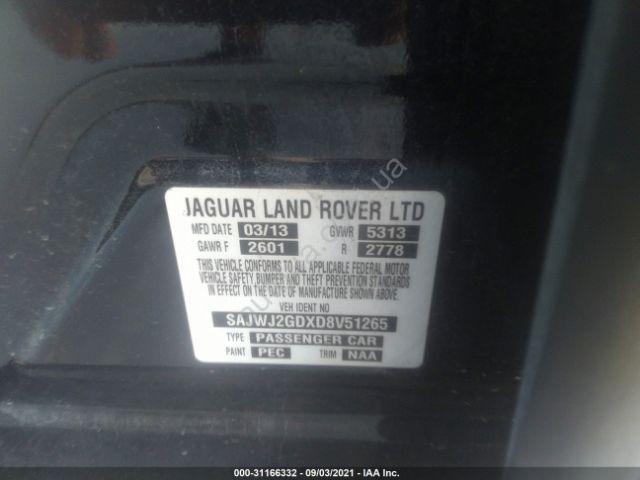 JAGUAR LAND ROVER LTD
MFD DATE 03/13 GVWR 5313
GAWR F 2601 R 2778
THIS VEHICLE CONFORMS TO ALL APPLICABLE FEDERAL MOTOR
VEHICLE SAFETY, BUMPER AND THEFT PREVENTION STANDARDS
IN EFFECT ON THE DATE OF MANUFACTURE SHOWN ABOVE.
VEH IDENT NO
SAJWJ2GDXD8V51265
TYPE PASSENGER CAR
PAINT PEC TRIM NAA
000-31166332 - 09/03/2021 - IAA Inc.